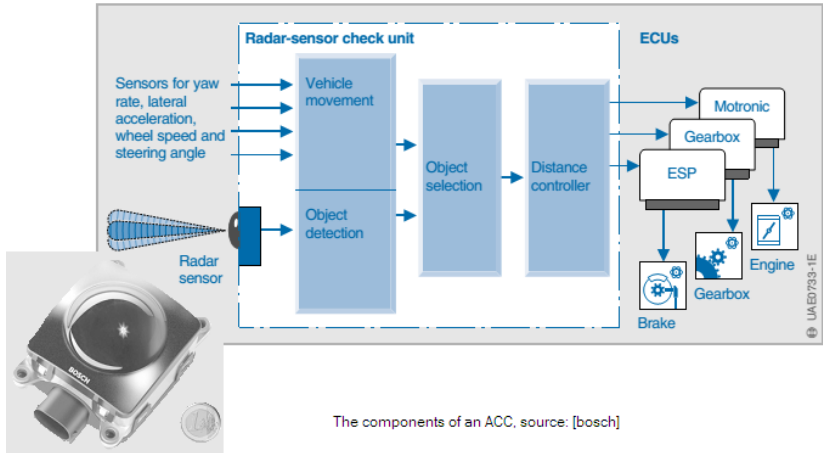 Radar-sensor check unit
ECUs
Sensors for yaw
rate, lateral
acceleration,
wheel speed and
steering angle
Vehicle
movement
Object
detection
Object
selection
Distance
controller
Motronic
Gearbox
ESP
Radar
sensor
Engine
Gearbox
Brake
UAE0733-1E
BOSCH
The components of an ACC, source: [bosch]